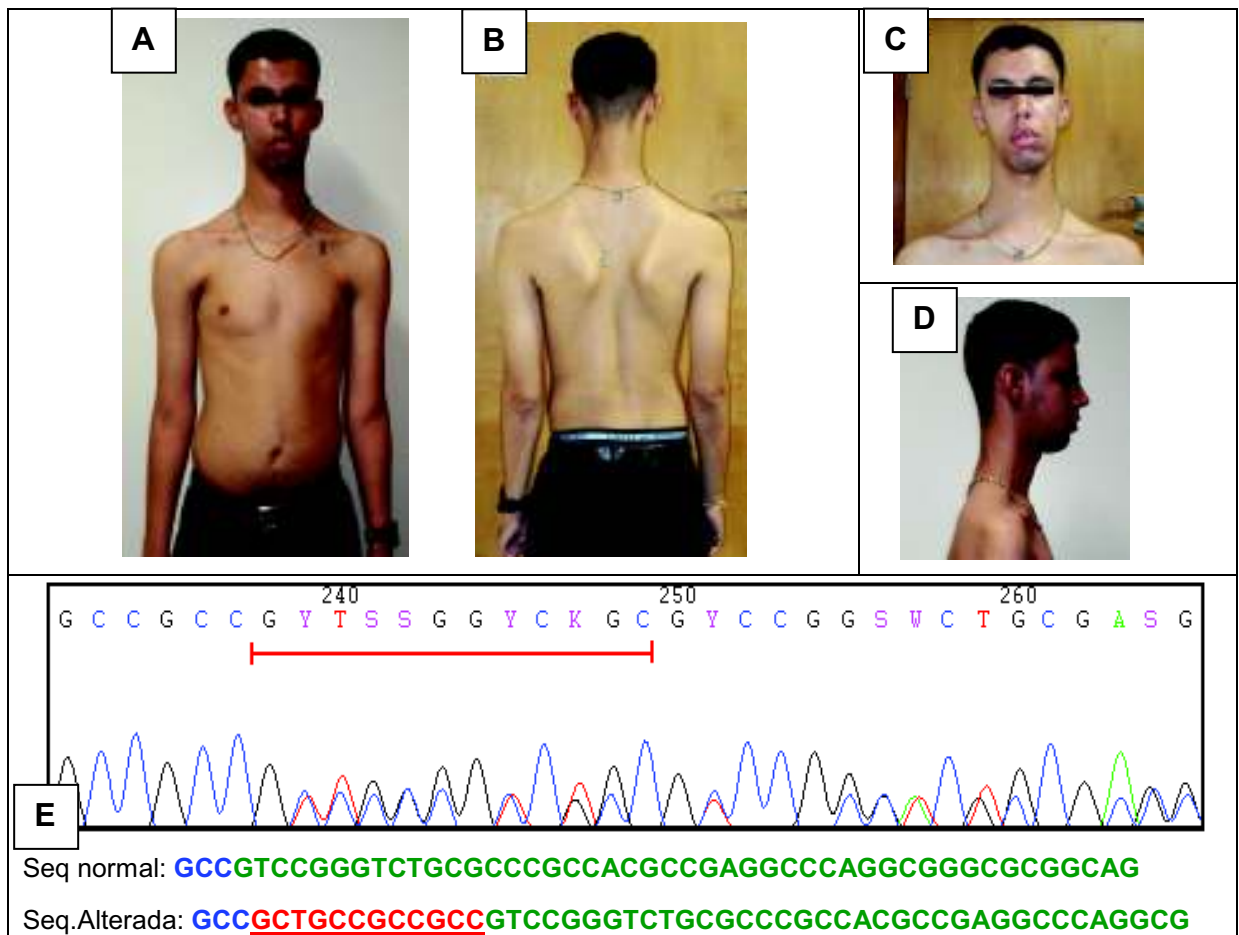 A
B
C
D
240 250 260
G C C G C C G Y T S S G G Y C K G C G Y C C G G S W C T G C G A S G
E
Seq normal: GCCGTCCGGGTCTGCGCCCGCCACGCCGAGGCCCAGGCGGGCGCGGCAG
Seq.Alterada: GCCGCTGCCGCCGCCGTCCGGGTCTGCGCCCGCCACGCCGAGGCCCAGGCG